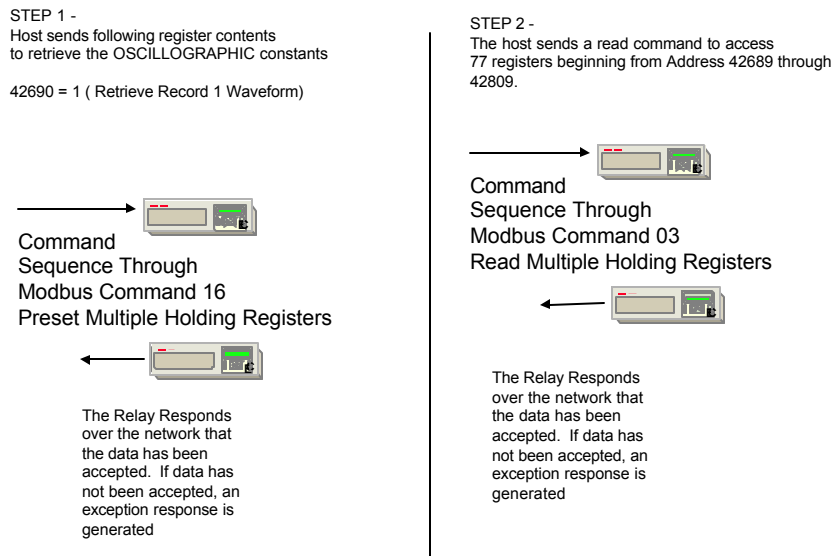 STEP 1 -
Host sends following register contents
to retrieve the OSCILLOGRAPHIC constants
42690 = 1 ( Retrieve Record 1 Waveform)
Command
Sequence Through
Modbus Command 16
Preset Multiple Holding Registers
The Relay Responds
over the network that
the data has been
accepted. If data has
not been accepted, an
exception response is
generated
STEP 2 -
The host sends a read command to access
77 registers beginning from Address 42689 through
42809.
Command
Sequence Through
Modbus Command 03
Read Multiple Holding Registers
The Relay Responds
over the network that
the data has been
accepted. If data has
not been accepted, an
exception response is
generated